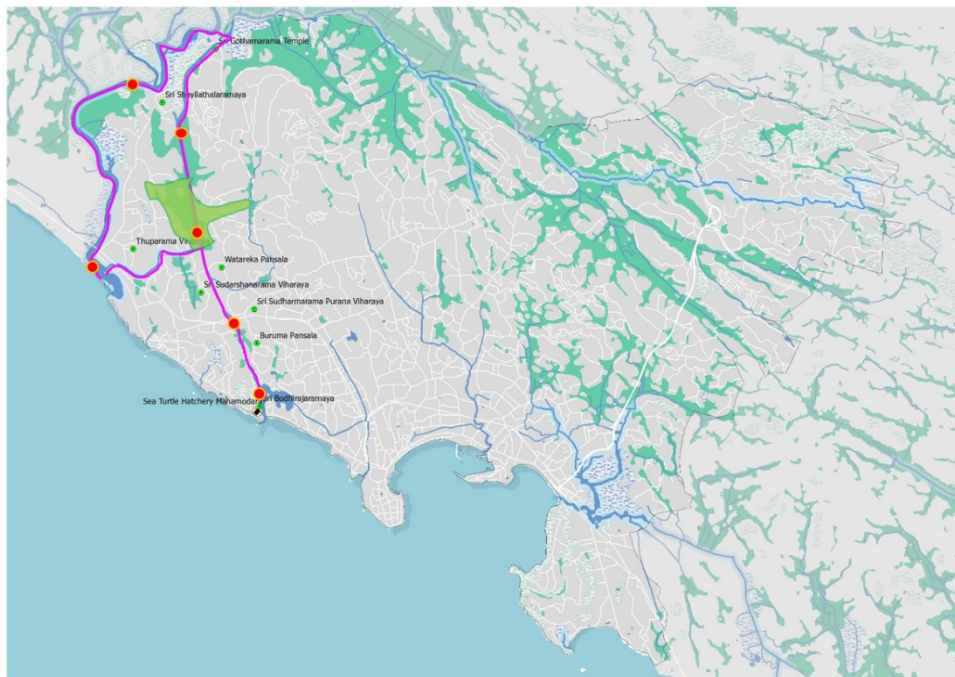 Sri Gothamarama Temple
Sri Shayilathalaramaya
Thuparama
Watareka Pansala
Sri Sudarshanarama Viharaya
Sri Sudharmarama Purana Viharaya
Buruma Pansala
Sea Turtle Hatchery Mahamodara
Sri Bodhirajaramaya